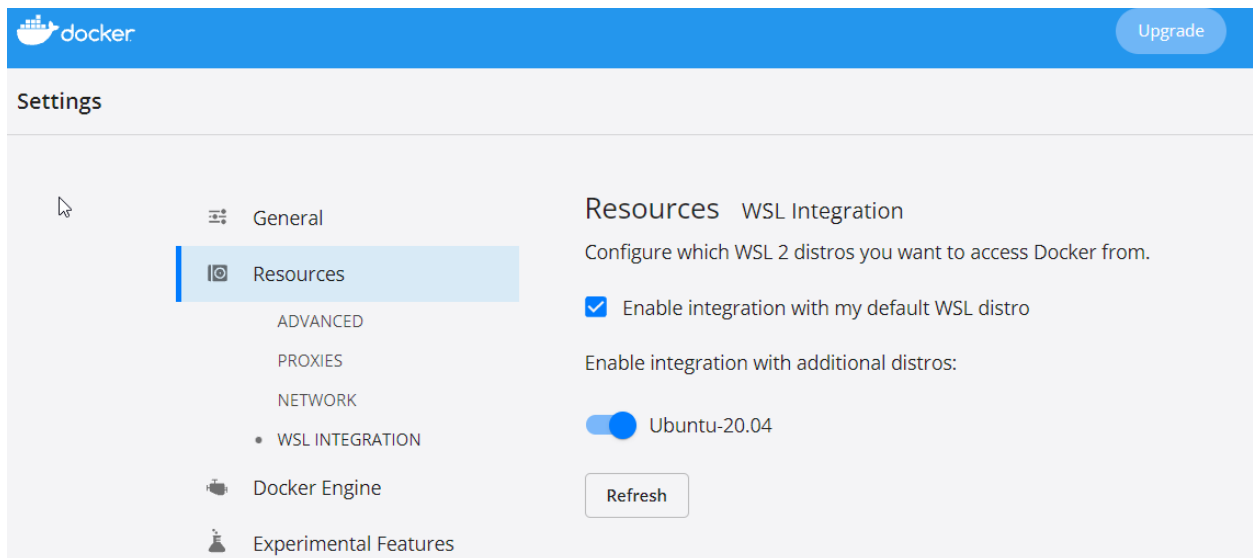 docker
Upgrade
Settings
General
Resources
ADVANCED
PROXIES
NETWORK
WSL INTEGRATION
Docker Engine
Experimental Features
Resources WSL Integration
Configure which WSL 2 distros you want to access Docker from.
Enable integration with my default WSL distro
Enable integration with additional distros:
Ubuntu-20.04
Refresh